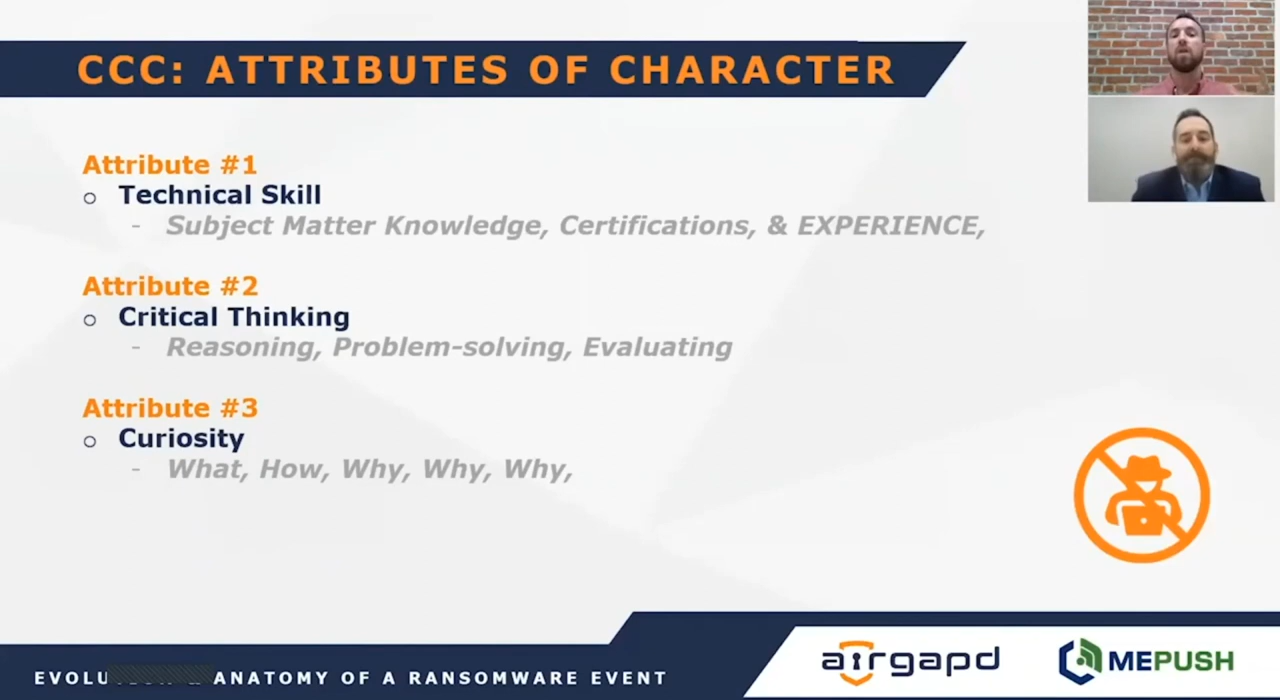 CCC: ATTRIBUTES OF CHARACTER
Attribute #1
Technical Skill
- Subject Matter Knowledge, Certifications, & EXPERIENCE,
Attribute #2
Critical Thinking
- Reasoning, Problem-solving, Evaluating
Attribute #3
Curiosity
- What, How, Why, Why, Why,
ANATOMY OF A RANSOMWARE EVENT
airgapd
MEPUSH